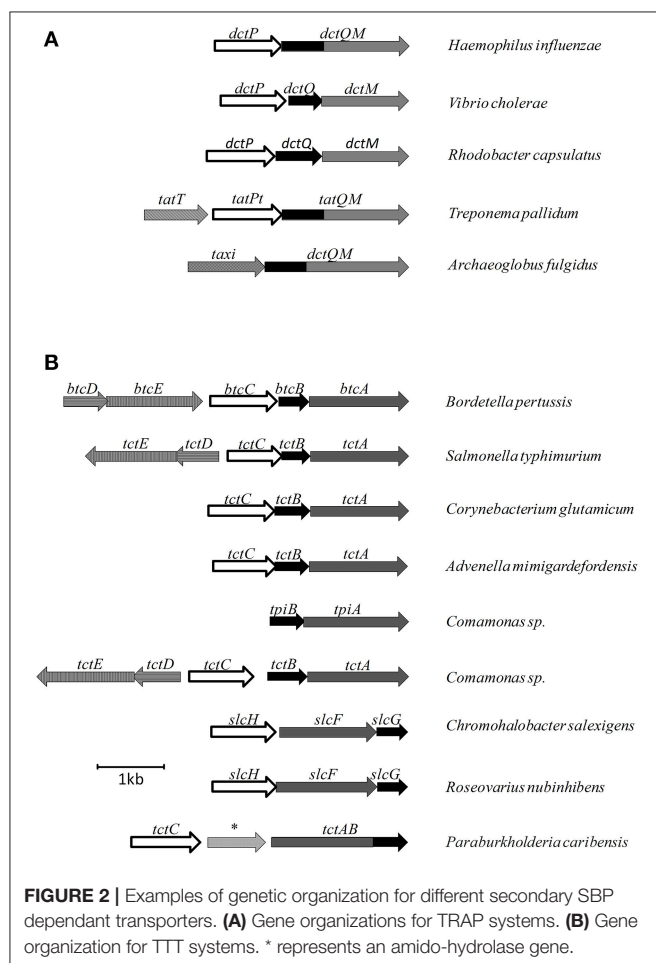 A
dctP dctQM Haemophilus influenzae
dctP dctQ dctM Vibrio cholerae
dctP dctQ dctM Rhodobacter capsulatus
tatT tatPt tatQM Treponema pallidum
taxi dctQM Archaeoglobus fulgidus
B
btcD btcE btcC btcB btcA Bordetella pertussis
tctE tctD tctC tctB tctA Salmonella typhimurium
tctC tctB tctA Corynebacterium glutamicum
tctC tctB tctA Advenella mimigardefordensis
tpiB tpiA Comamonas sp.
tctE tctD tctC tctB tctA Comamonas sp.
slcH slcF slcG Chromohalobacter salexigens
slcH slcF slcG Roseovarius nubinhibens
1kb
tctC * tctAB Paraburkholderia caribensis
FIGURE 2 | Examples of genetic organization for different secondary SBP
dependant transporters. (A) Gene organizations for TRAP systems. (B) Gene
organization for TTT systems. * represents an amido-hydrolase gene.